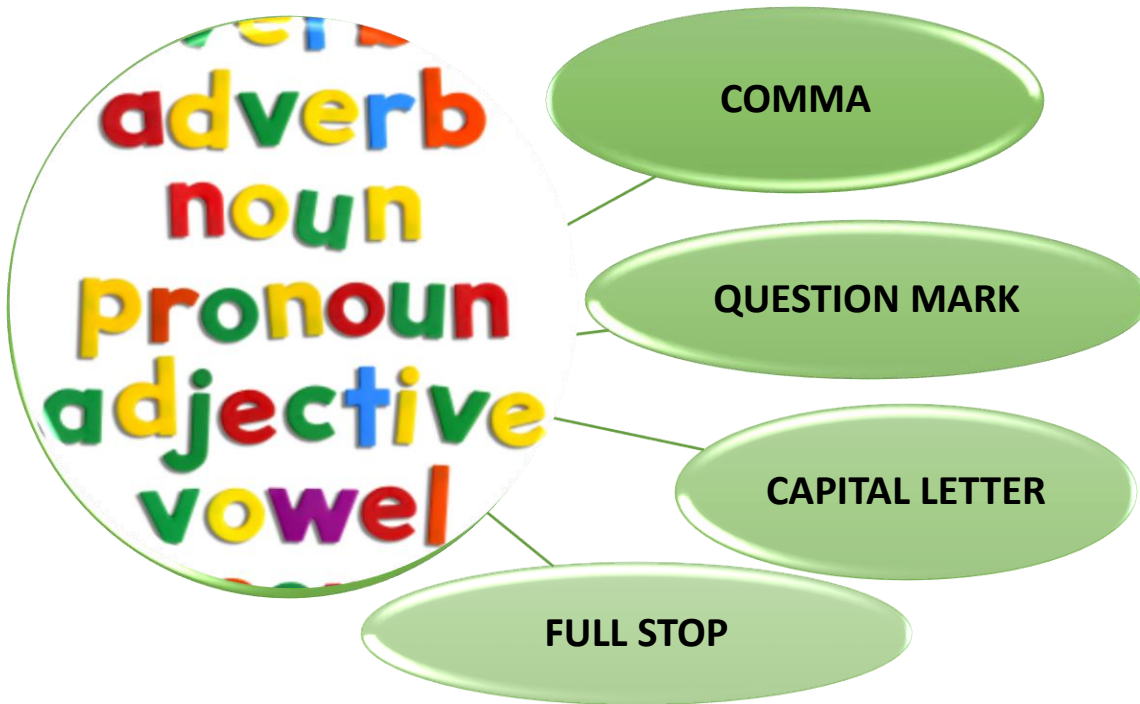 adverb
noun
pronoun
adjective
vowel
COMMA
QUESTION MARK
CAPITAL LETTER
FULL STOP